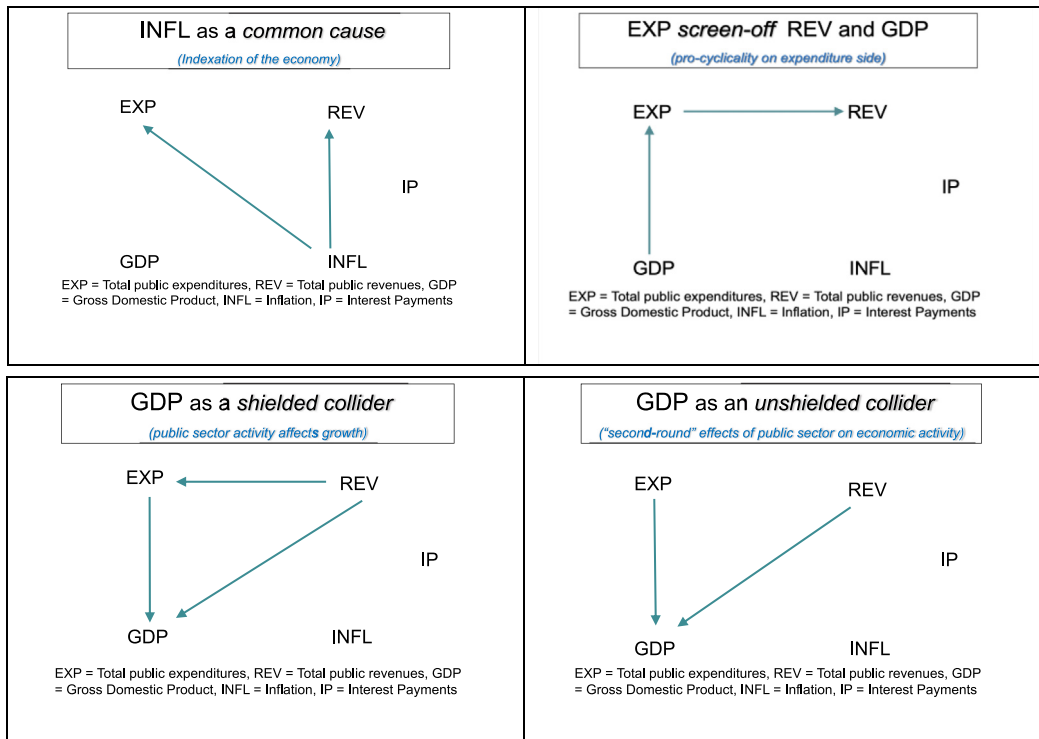 INFL as a common cause
(Indexation of the economy)
EXP
REV
IP
GDP
INFL
EXP = Total public expenditures, REV = Total public revenues, GDP
= Gross Domestic Product, INFL = Inflation, IP = Interest Payments
EXP screen-off REV and GDP
(pro-cyclicality on expenditure side)
EXP
REV
IP
GDP
INFL
EXP = Total public expenditures, REV = Total public revenues, GDP
= Gross Domestic Product, INFL = Inflation, IP = Interest Payments
GDP as a shielded collider
(public sector activity affects growth)
EXP
REV
IP
GDP
INFL
EXP = Total public expenditures, REV = Total public revenues, GDP
= Gross Domestic Product, INFL = Inflation, IP = Interest Payments
GDP as an unshielded collider
(“second-round” effects of public sector on economic activity)
EXP
REV
IP
GDP
INFL
EXP = Total public expenditures, REV = Total public revenues, GDP
= Gross Domestic Product, INFL = Inflation, IP = Interest Payments